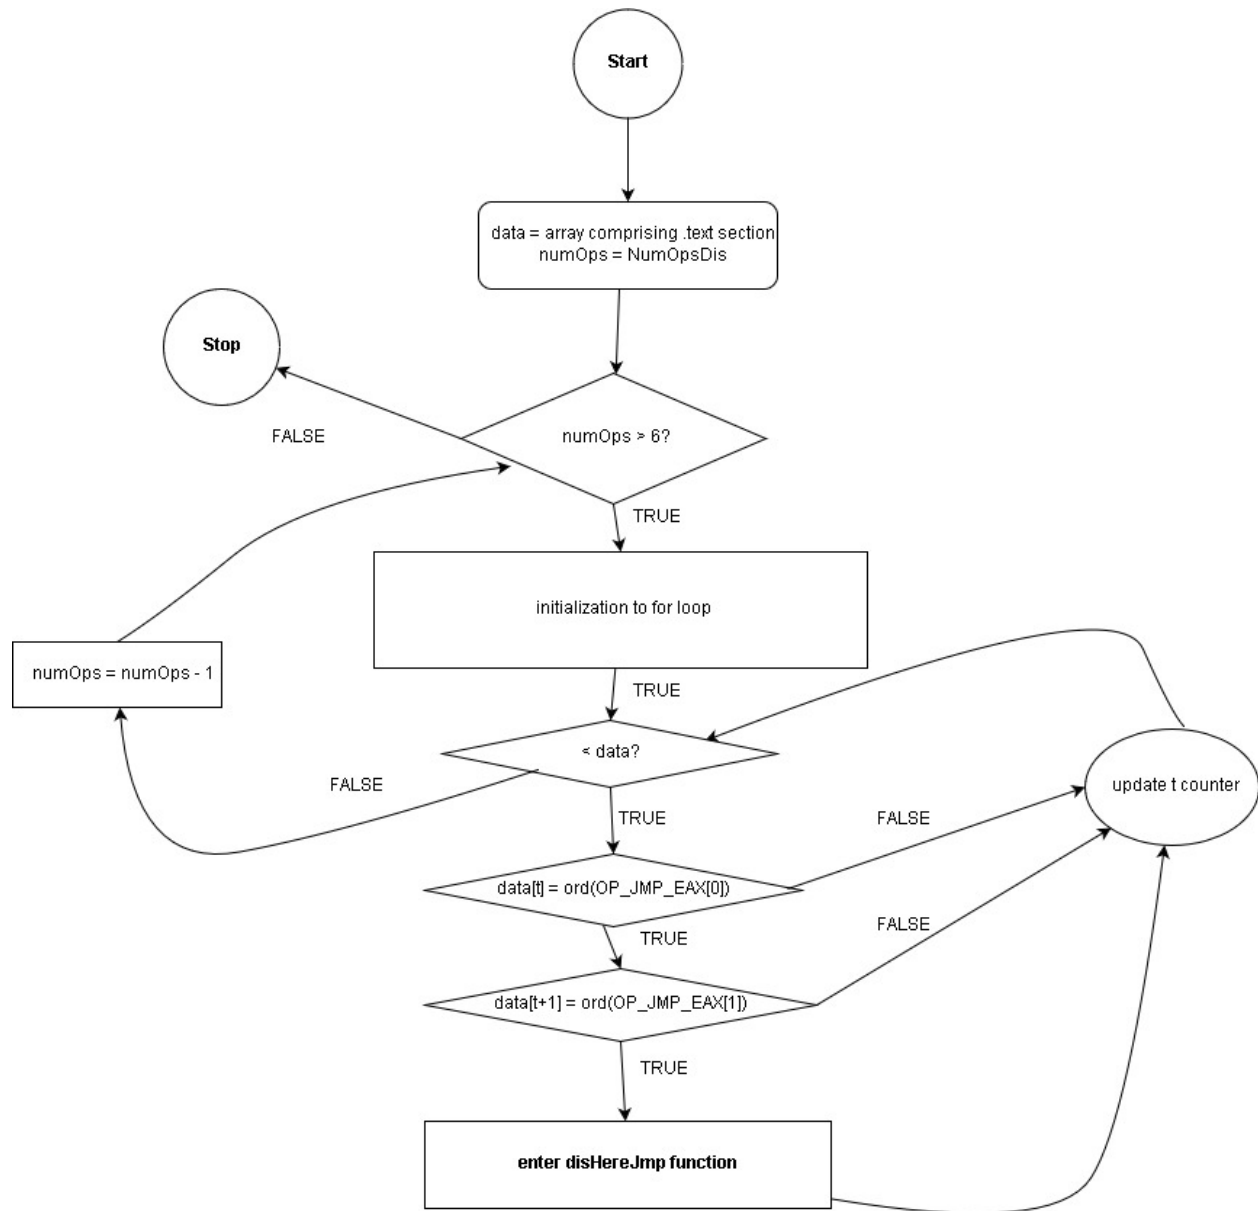 Start
data = array comprising .text section
numOps = NumOpsDis
Stop
numOps > 6?
FALSE
TRUE
initialization to for loop
numOps = numOps - 1
TRUE
< data?
FALSE
update t counter
TRUE
FALSE
data[t] = ord(OP_JMP_EAX[0])
TRUE
FALSE
data[t+1] = ord(OP_JMP_EAX[1])
TRUE
enter disHereJmp function